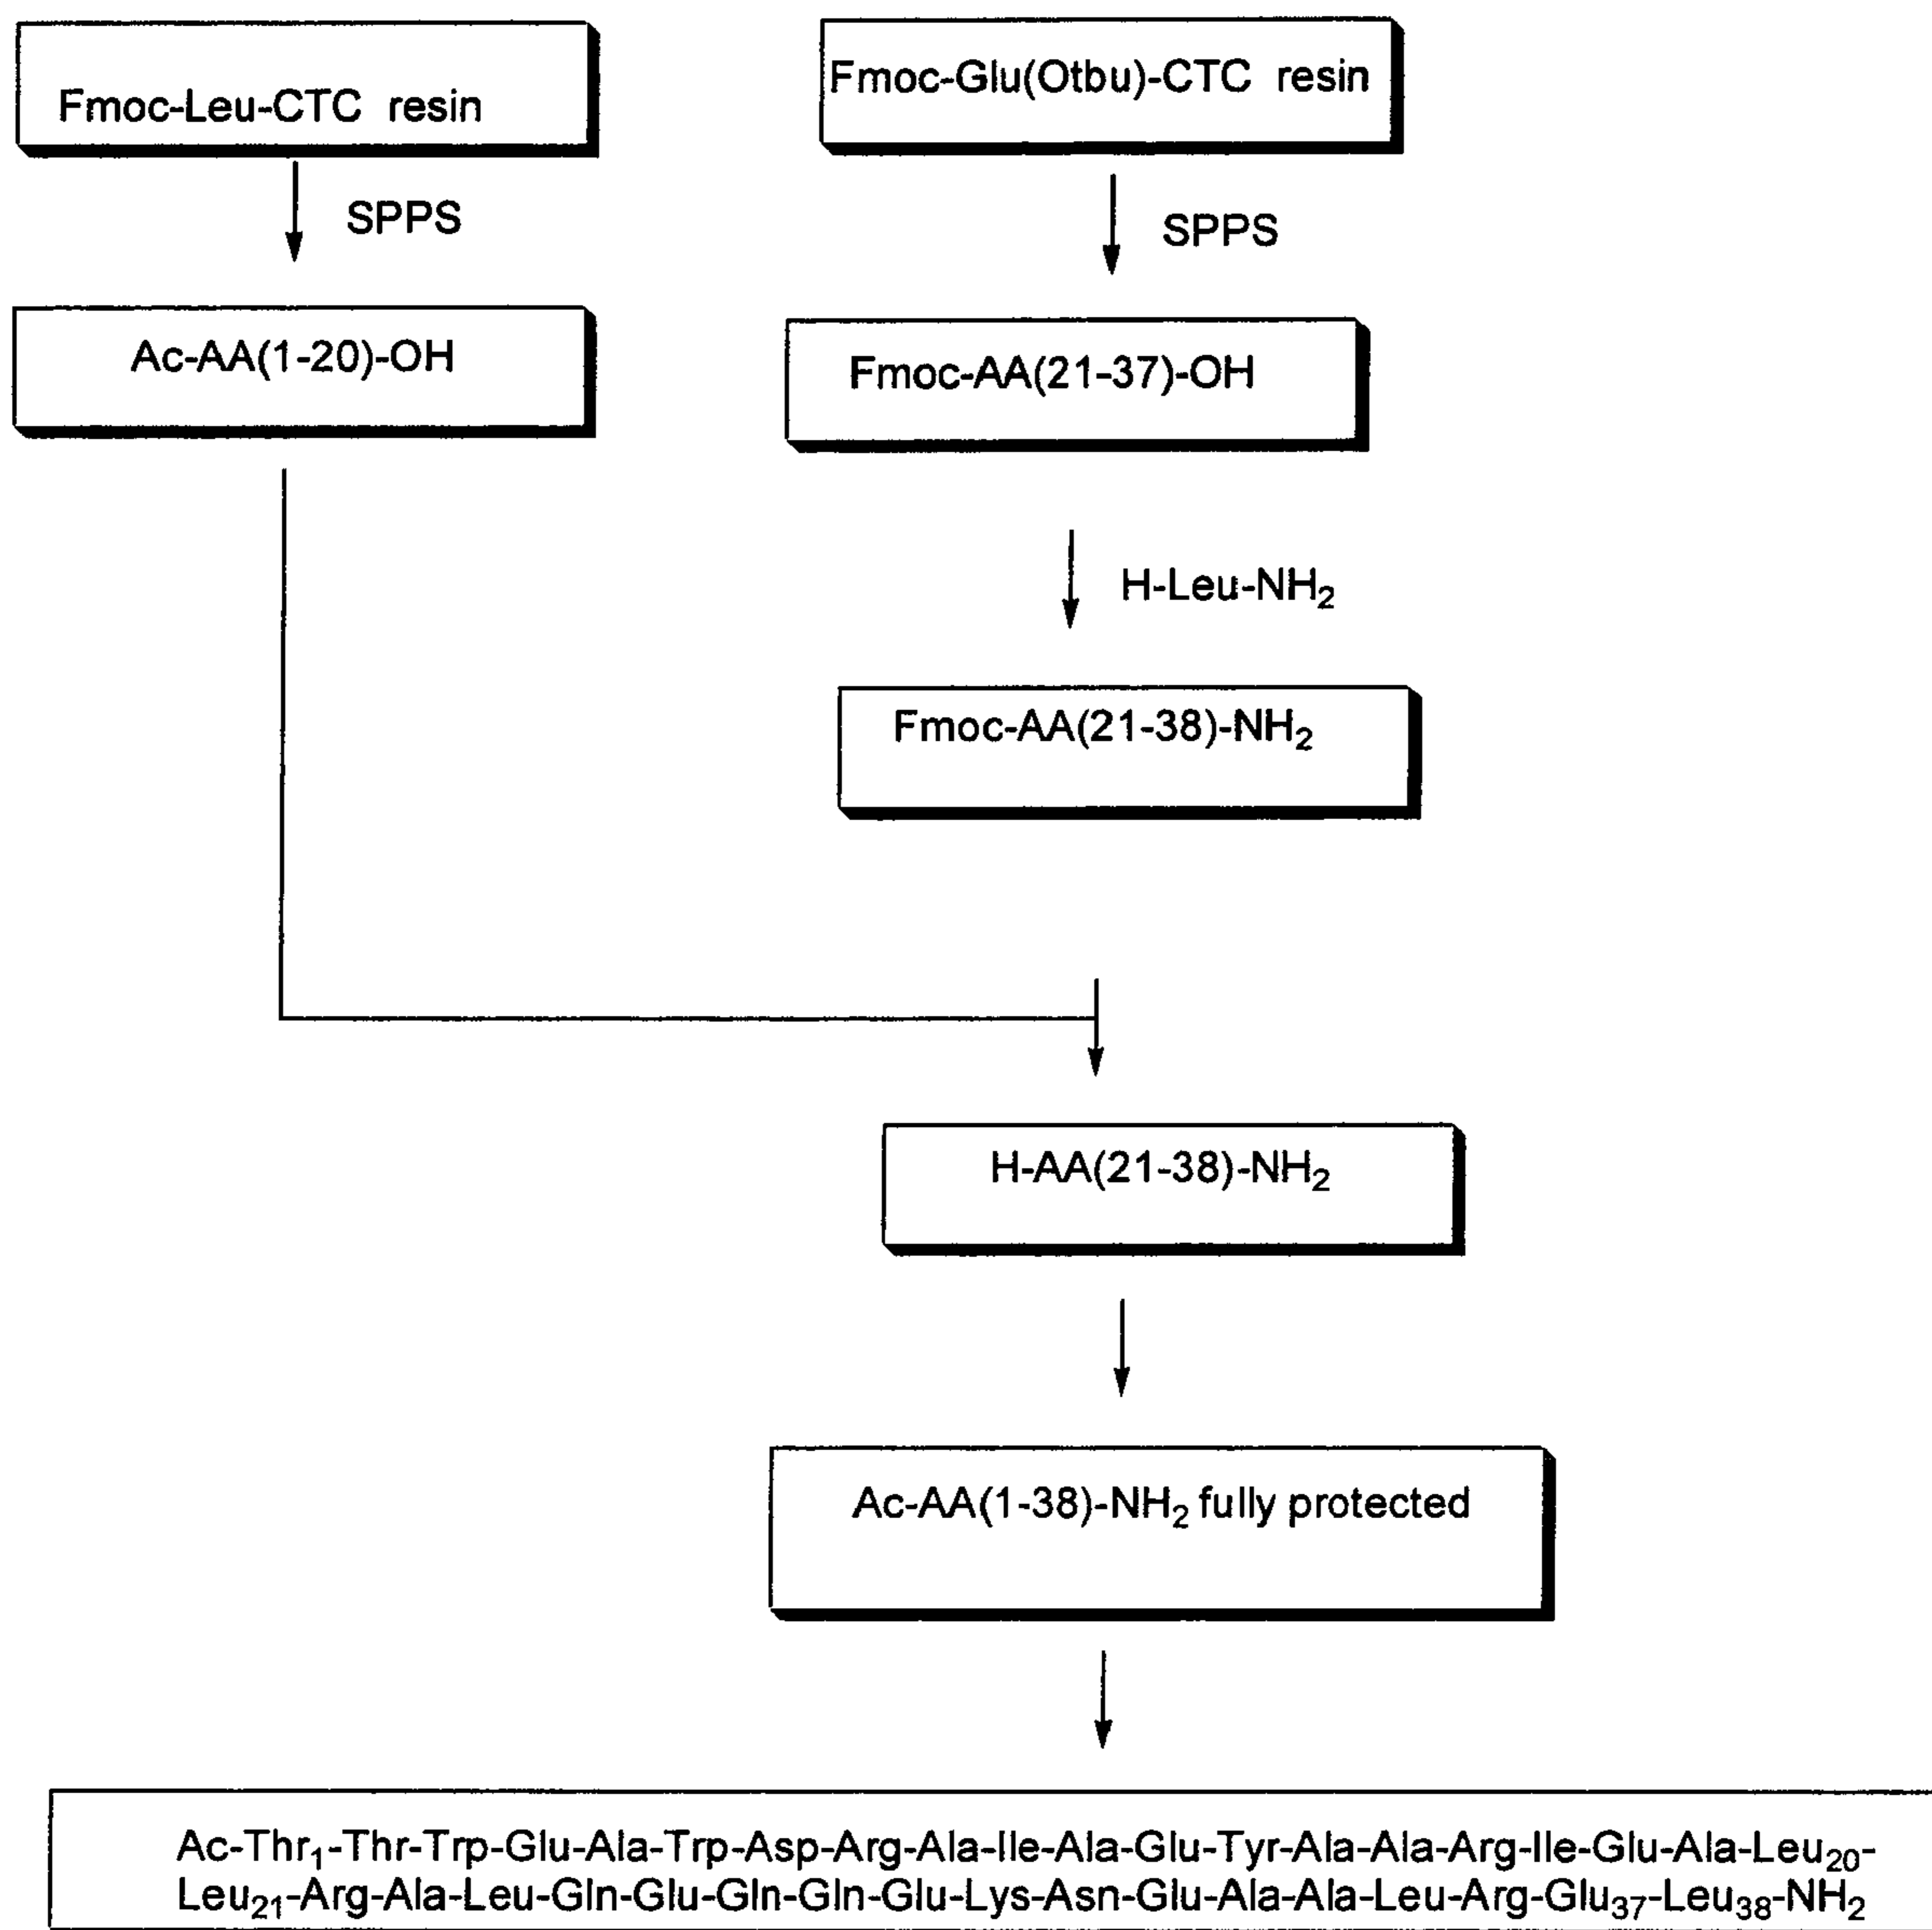 Fmoc-Leu-CTC resin
Fmoc-Glu(Otbu)-CTC resin
SPPS
SPPS
Ac-AA(1-20)-OH
Fmoc-AA(21-37)-OH
H-Leu-NH₂
Fmoc-AA(21-38)-NH₂
H-AA(21-38)-NH₂
Ac-AA(1-38)-NH₂ fully protected
Ac-Thr₁-Thr-Trp-Glu-Ala-Trp-Asp-Arg-Ala-Ile-Ala-Glu-Tyr-Ala-Ala-Arg-Ile-Glu-Ala-Leu₂₀-
Leu₂₁-Arg-Ala-Leu-Gln-Glu-Gln-Gln-Glu-Lys-Asn-Glu-Ala-Ala-Leu-Arg-Glu₃₇-Leu₃₈-NH₂